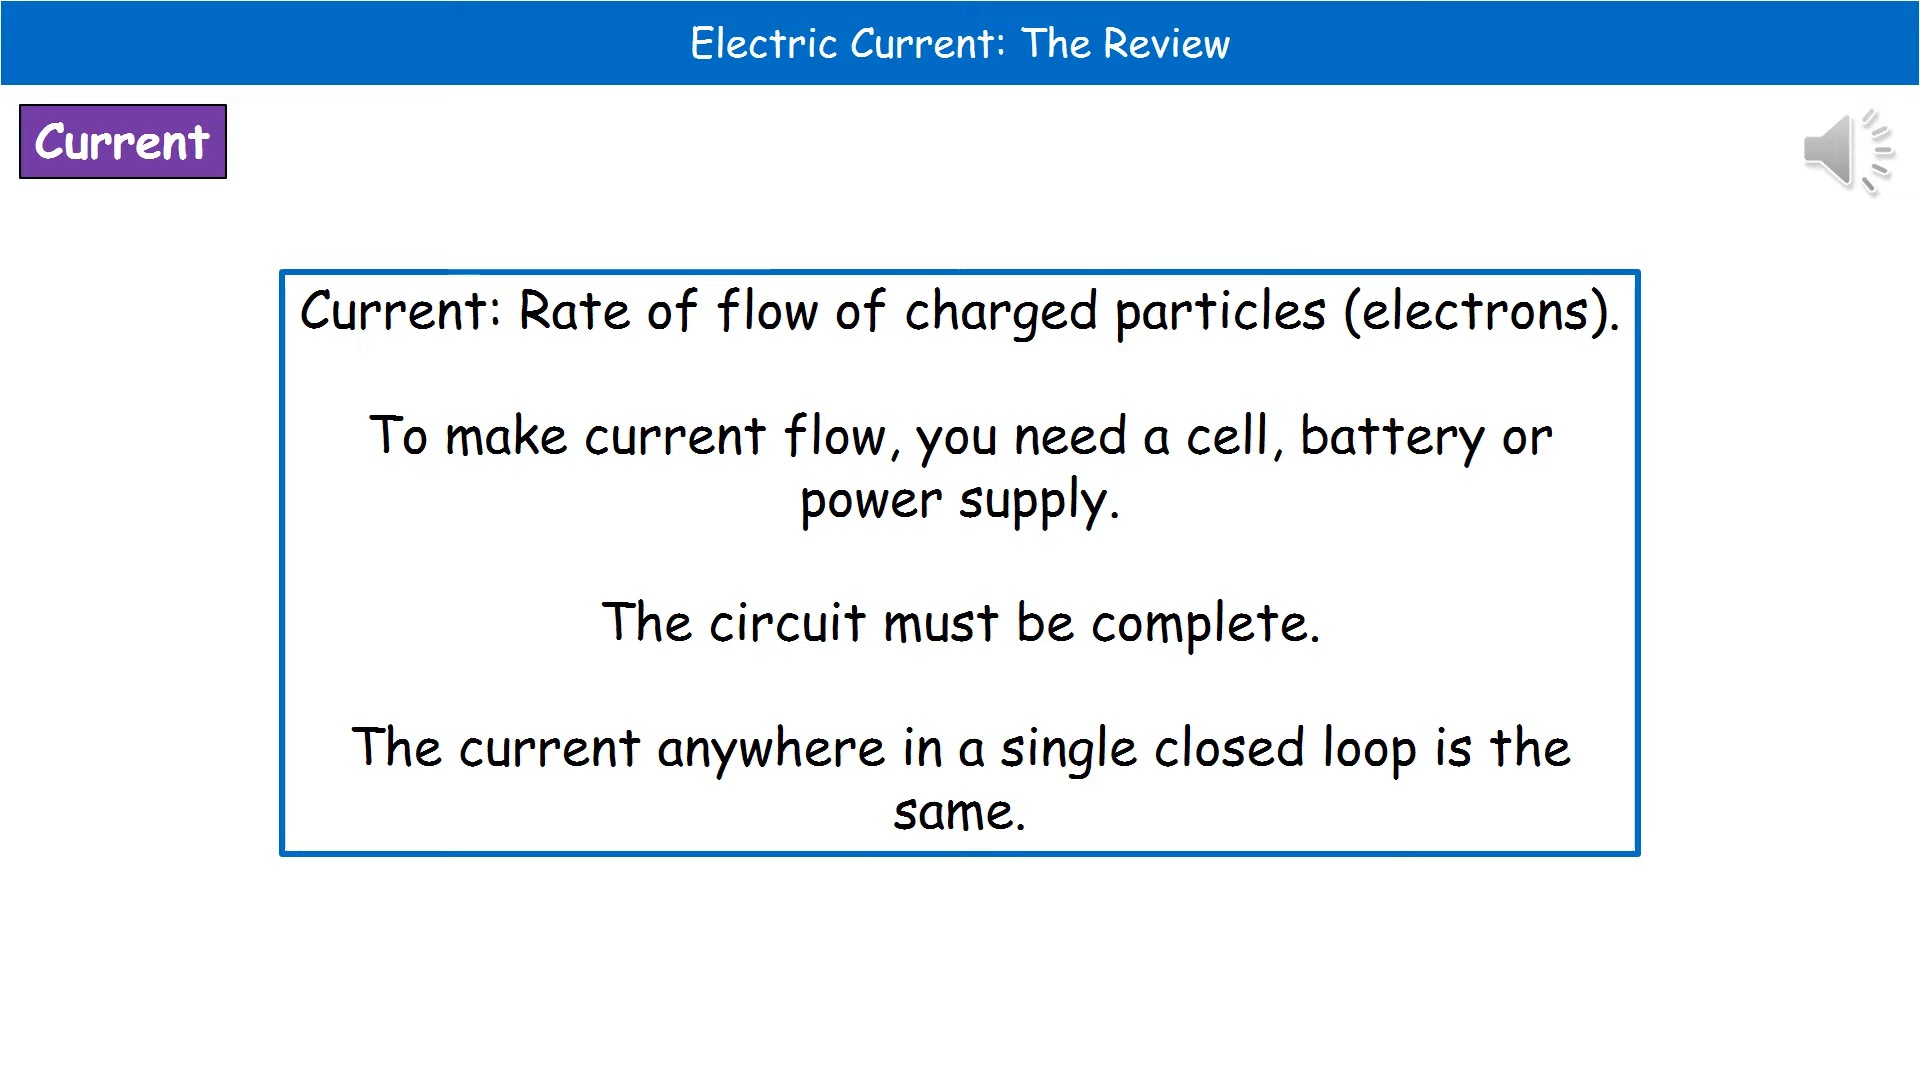 Electric Current: The Review
Current
Current: Rate of flow of charged particles (electrons).
To make current flow, you need a cell, battery or
power supply.
The circuit must be complete.
The current anywhere in a single closed loop is the
same.